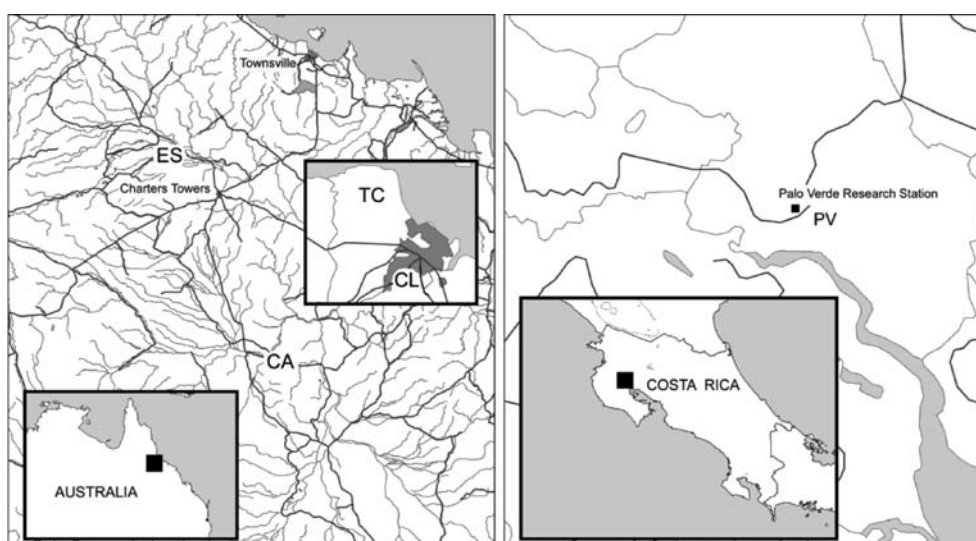 Townsville
ES
Charters Towers
TC
CL
CA
AUSTRALIA
Palo Verde Research Station
PV
COSTA RICA